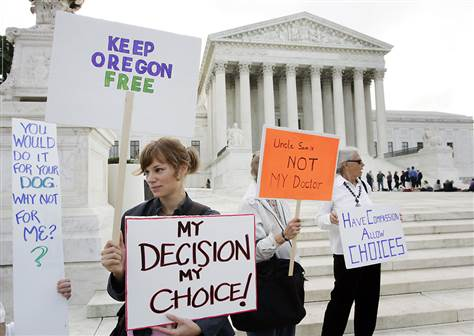 KEEP
OREGON
FREE
YOU
WOULD
DO IT
FOR YOUR
DOG
WHY NOT
FOR ME?
?
MY
DECISION
MY
CHOICE!
Uncle Sam is
NOT
My Doctor
HAVE COMPASSION
ALLOW
CHOICES